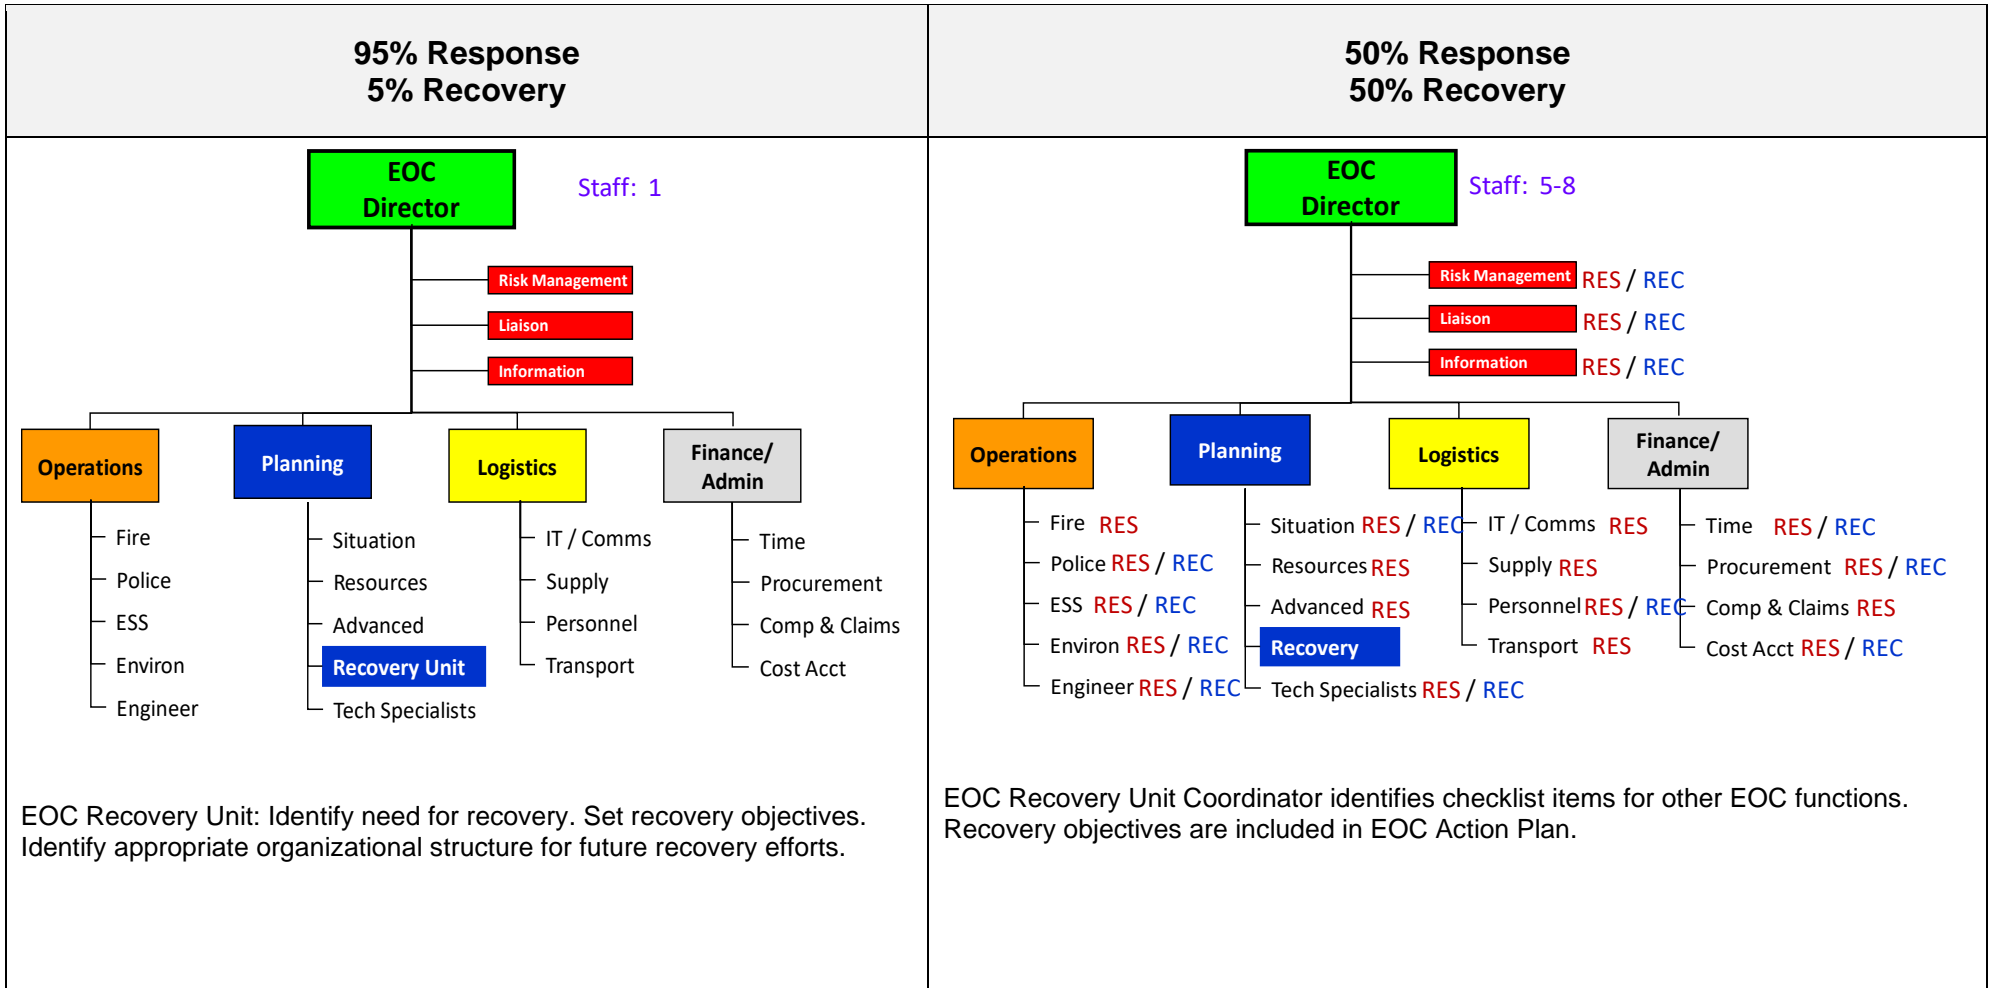 95% Response
5% Recovery
50% Response
50% Recovery
EOC
Director
Staff: 1
Risk Management
Liaison
Information
Operations
Planning
Logistics
Finance/
Admin
Fire
Police
ESS
Environ
Engineer
Situation
Resources
Advanced
Recovery Unit
Tech Specialists
IT / Comms
Supply
Personnel
Transport
Time
Procurement
Comp & Claims
Cost Acct
EOC Recovery Unit: Identify need for recovery. Set recovery objectives.
Identify appropriate organizational structure for future recovery efforts.
EOC
Director
Staff: 5-8
Risk Management RES / REC
Liaison RES / REC
Information RES / REC
Operations
Planning
Logistics
Finance/
Admin
Fire RES
Police RES / REC
ESS RES / REC
Environ RES / REC
Engineer RES / REC
Situation RES / REC
Resources RES
Advanced RES
Recovery
Tech Specialists RES / REC
IT / Comms RES
Supply RES
Personnel RES / REC
Transport RES
Time RES / REC
Procurement RES / REC
Comp & Claims RES
Cost Acct RES / REC
EOC Recovery Unit Coordinator identifies checklist items for other EOC functions.
Recovery objectives are included in EOC Action Plan.